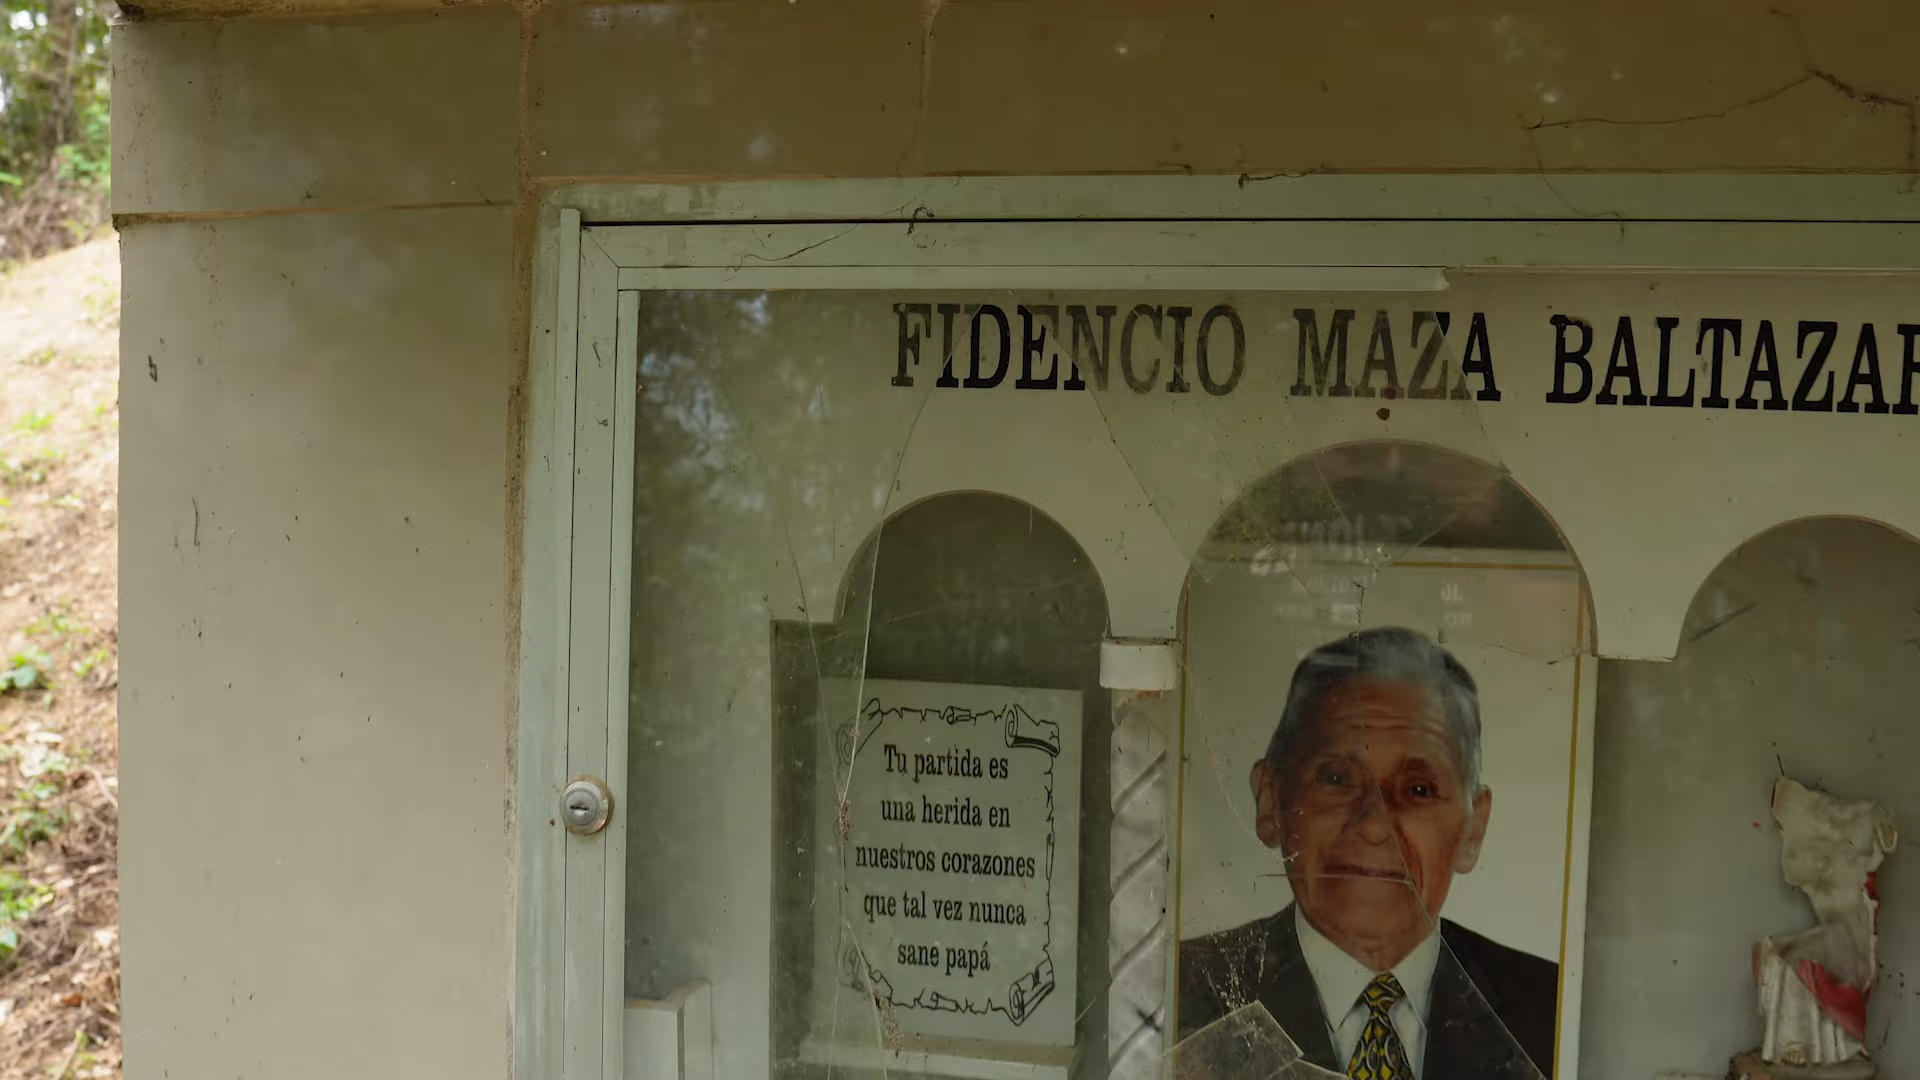 FIDENCIO MAZA BALTAZAR
Tu partida es
una herida en
nuestros corazones
que tal vez nunca
sane papá